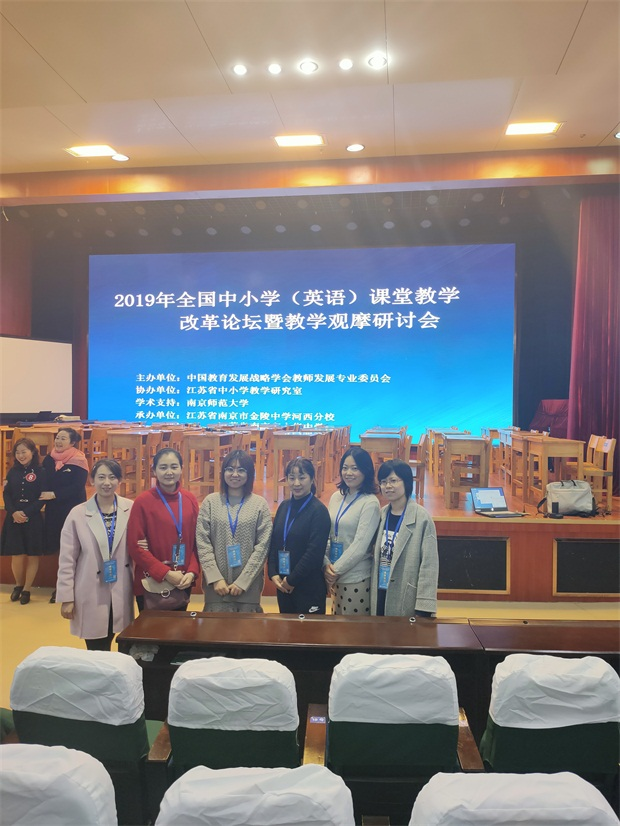 2019年全国中小学（英语）课堂教学
改革论坛暨教学观摩研讨会
主办单位：中国教育发展战略学会教师发展专业委员会
协办单位：江苏省中小学教学研究室
学术支持：南京师范大学
承办单位：江苏省南京市金陵中学河西分校